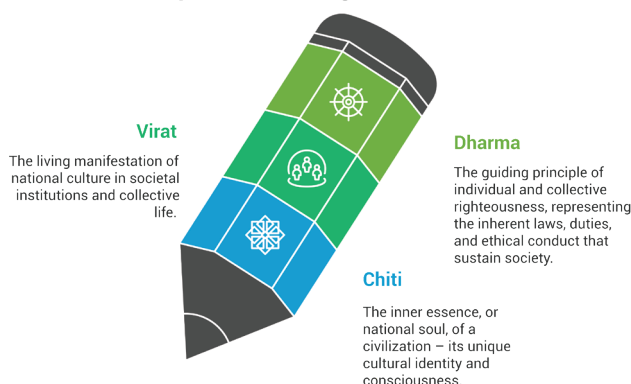 Virat
The living manifestation of
national culture in societal
institutions and collective
life.
Dharma
The guiding principle of
individual and collective
righteousness, representing
the inherent laws, duties,
and ethical conduct that
sustain society.
Chiti
The inner essence, or
national soul, of a
civilization – its unique
cultural identity and
consciousness